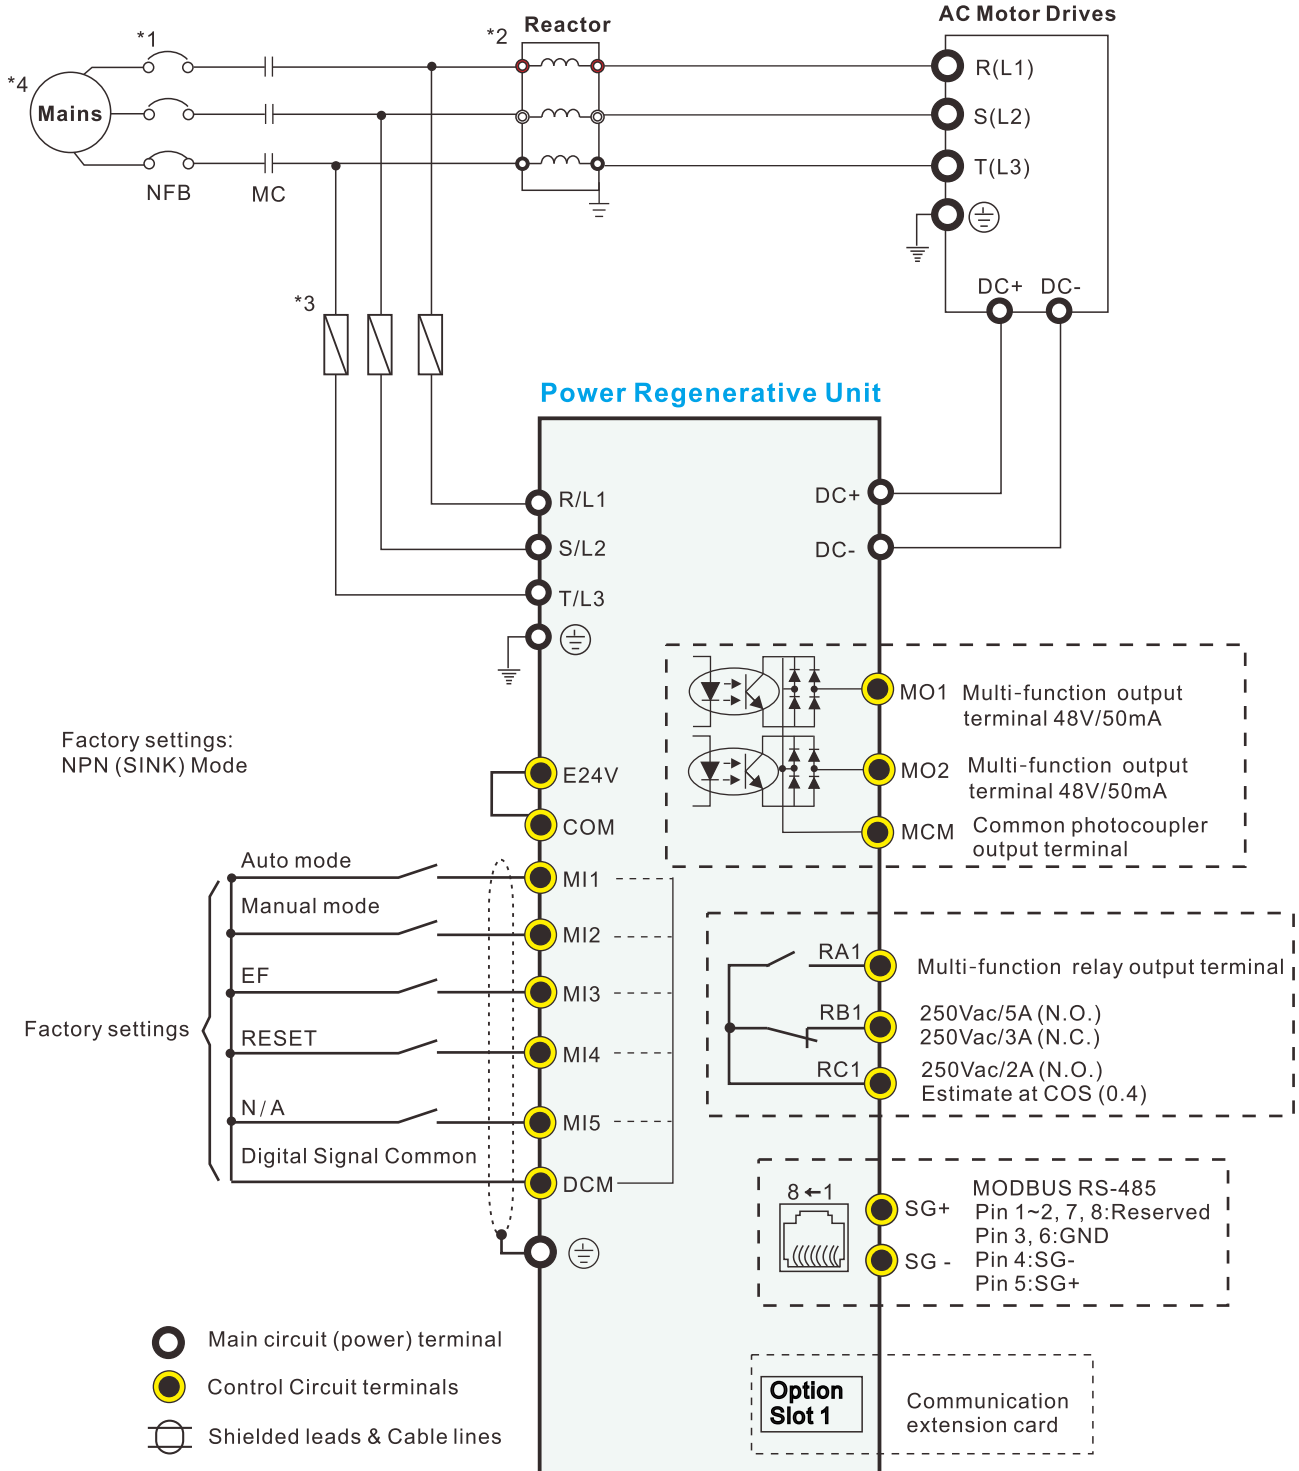 AC Motor Drives
Reactor
*1
*2
*4
Mains
R(L1)
S(L2)
T(L3)
NFB
MC
DC+ DC-
*3
Power Regenerative Unit
R/L1
S/L2
T/L3
DC+
DC-
Factory settings:
NPN (SINK) Mode
E24V
COM
MO1
Multi-function output
terminal 48V/50mA
MO2
Multi-function output
terminal 48V/50mA
MCM
Common photocoupler
output terminal
Factory settings
Auto mode
MI1
Manual mode
MI2
EF
MI3
RESET
MI4
N/A
MI5
Digital Signal Common
DCM
RA1
Multi-function relay output terminal
RB1
250Vac/5A (N.O.)
250Vac/3A (N.C.)
RC1
250Vac/2A (N.O.)
Estimate at COS (0.4)
8←1
SG+
SG -
MODBUS RS-485
Pin 1~2, 7, 8:Reserved
Pin 3, 6:GND
Pin 4:SG-
Pin 5:SG+
Main circuit (power) terminal
Control Circuit terminals
Shielded leads & Cable lines
Option
Slot 1
Communication
extension card